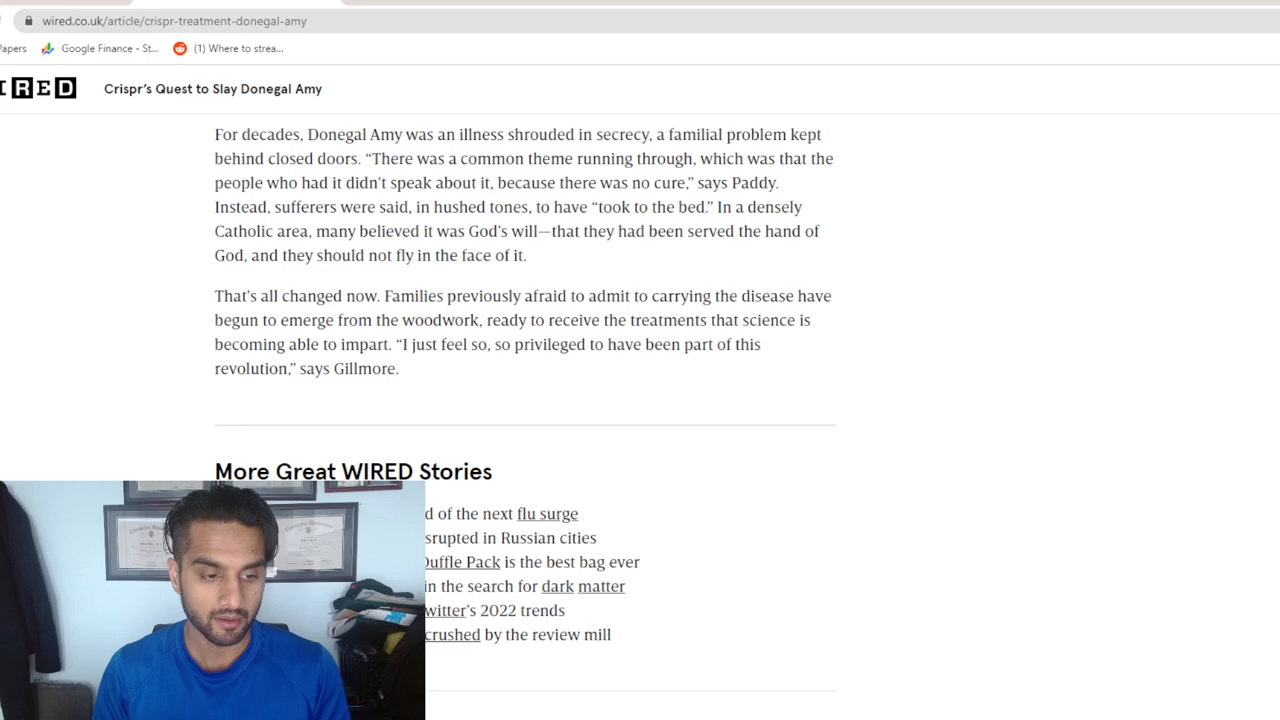 wired.co.uk/article/crispr-treatment-donegal-amy
Papers Google Finance - St... (1) Where to strea...
IRED Crispr’s Quest to Slay Donegal Amy
For decades, Donegal Amy was an illness shrouded in secrecy, a familial problem kept
behind closed doors. “There was a common theme running through, which was that the
people who had it didn’t speak about it, because there was no cure,” says Paddy.
Instead, sufferers were said, in hushed tones, to have “took to the bed.” In a densely
Catholic area, many believed it was God’s will—that they had been served the hand of
God, and they should not fly in the face of it.
That’s all changed now. Families previously afraid to admit to carrying the disease have
begun to emerge from the woodwork, ready to receive the treatments that science is
becoming able to impart. “I just feel so, so privileged to have been part of this
revolution,” says Gillmore.
More Great WIRED Stories
d of the next flu surge
srupted in Russian cities
Duffle Pack is the best bag ever
in the search for dark matter
witter’s 2022 trends
crushed by the review mill